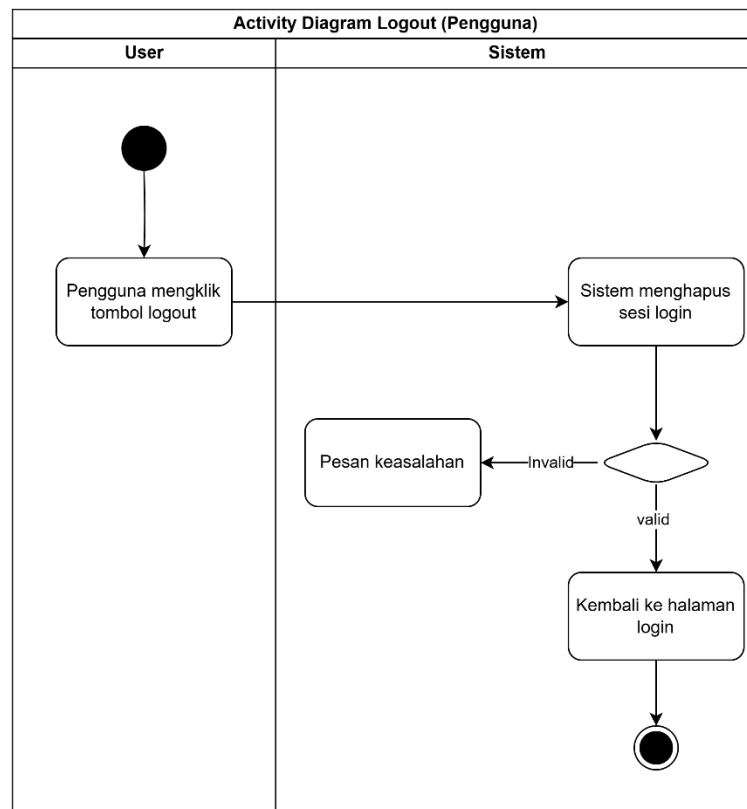 Activity Diagram Logout (Pengguna)
User
Sistem
Pengguna mengklik
tombol logout
Sistem menghapus
sesi login
Pesan keasalahan
Invalid
valid
Kembali ke halaman
login